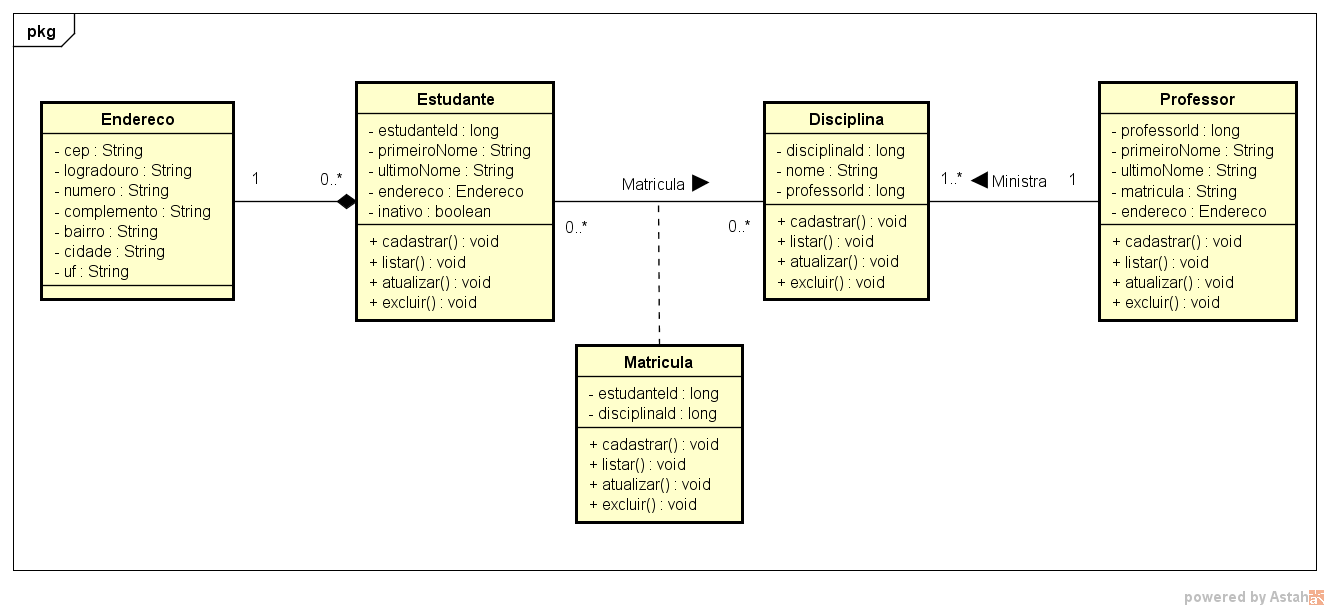 pkg
Endereco
- cep : String
- logradouro : String
- numero : String
- complemento : String
- bairro : String
- cidade : String
- uf : String
1
0..*
Estudante
- estudanteId : long
- primeiroNome : String
- ultimoNome : String
- endereco : Endereco
- inativo : boolean
+ cadastrar() : void
+ listar() : void
+ atualizar() : void
+ excluir() : void
Matricula
0..*
0..*
Disciplina
- disciplinaId : long
- nome : String
- professorId : long
+ cadastrar() : void
+ listar() : void
+ atualizar() : void
+ excluir() : void
1..*
Ministra
1
Professor
- professorId : long
- primeiroNome : String
- ultimoNome : String
- matricula : String
- endereco : Endereco
+ cadastrar() : void
+ listar() : void
+ atualizar() : void
+ excluir() : void
Matricula
- estudanteId : long
- disciplinaId : long
+ cadastrar() : void
+ listar() : void
+ atualizar() : void
+ excluir() : void
powered by Astah